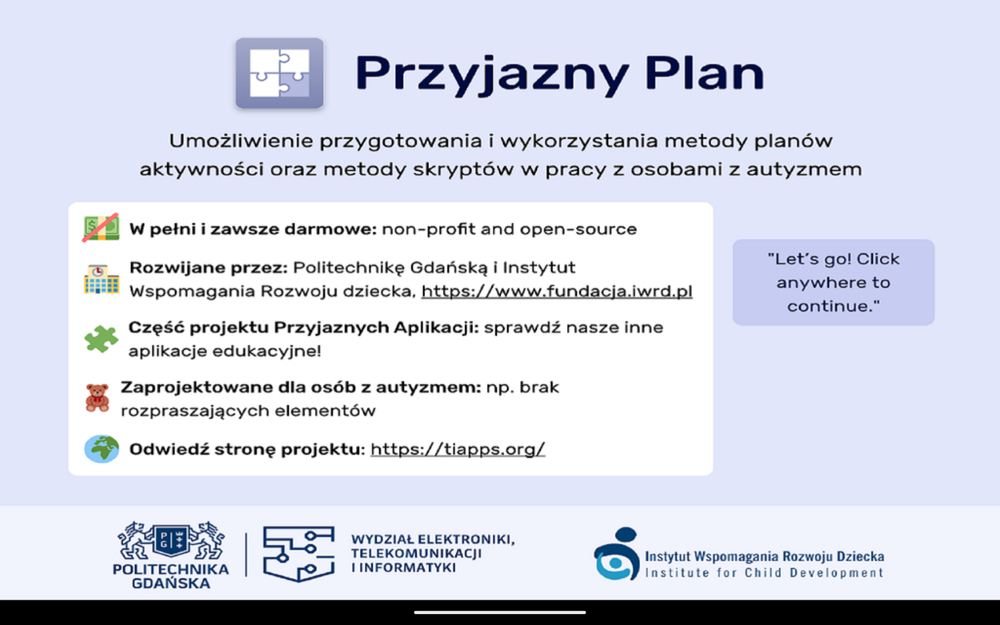 Przyjazny Plan
Umożliwienie przygotowania i wykorzystania metody planów
aktywności oraz metody skryptów w pracy z osobami z autyzmem
W pełni i zawsze darmowe: non-profit and open-source
Rozwijane przez: Politechnikę Gdańską i Instytut
Wspomagania Rozwoju dziecka, https://www.fundacja.iwrd.pl
Część projektu Przyjaznych Aplikacji: sprawdź nasze inne
aplikacje edukacyjne!
Zaprojektowane dla osób z autyzmem: np. brak
rozpraszających elementów
Odwiedź stronę projektu: https://tiapps.org/
"Let's go! Click
anywhere to
continue."
P G
POLITECHNIKA
GDAŃSKA
WYDZIAŁ ELEKTRONIKI,
TELEKOMUNIKACJI
I INFORMATYKI
Instytut Wspomagania Rozwoju Dziecka
Institute for Child Development